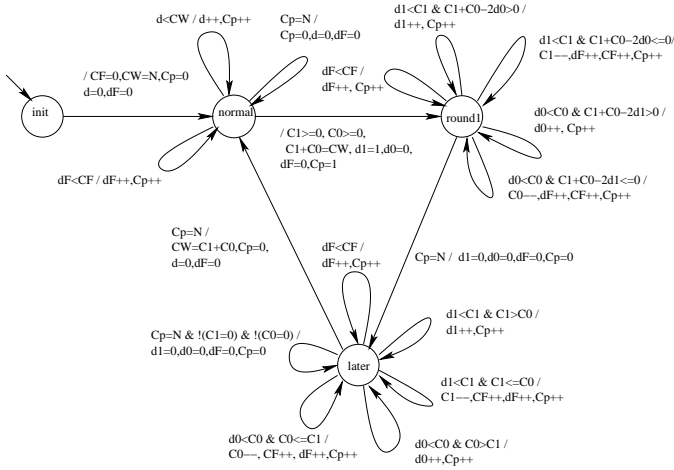 d<CW / d++,Cp++
Cp=N /
Cp=0,d=0,dF=0
d1<C1 & C1+C0−2d0>0 /
d1++, Cp++
d1<C1 & C1+C0−2d0<=0/
C1−−,dF++,CF++,Cp++
/ CF=0,CW=N,Cp=0
d=0,dF=0
dF<CF /
dF++, Cp++
init
normal
round1
d0<C0 & C1+C0−2d1>0 /
d0++, Cp++
/ C1>=0, C0>=0,
C1+C0=CW, d1=1,d0=0,
dF=0,Cp=1
dF<CF / dF++,Cp++
d0<C0 & C1+C0−2d1<=0 /
C0−−,dF++,CF++,Cp++
Cp=N /
CW=C1+C0,Cp=0,
d=0,dF=0
dF<CF /
dF++,Cp++
Cp=N / d1=0,d0=0,dF=0,Cp=0
d1<C1 & C1>C0 /
d1++,Cp++
Cp=N & !(C1=0) & !(C0=0) /
d1=0,d0=0,dF=0,Cp=0
later
d1<C1 & C1<=C0 /
C1−−,CF++,dF++,Cp++
d0<C0 & C0<=C1 /
C0−−, CF++, dF++,Cp++
d0<C0 & C0>C1 /
d0++,Cp++